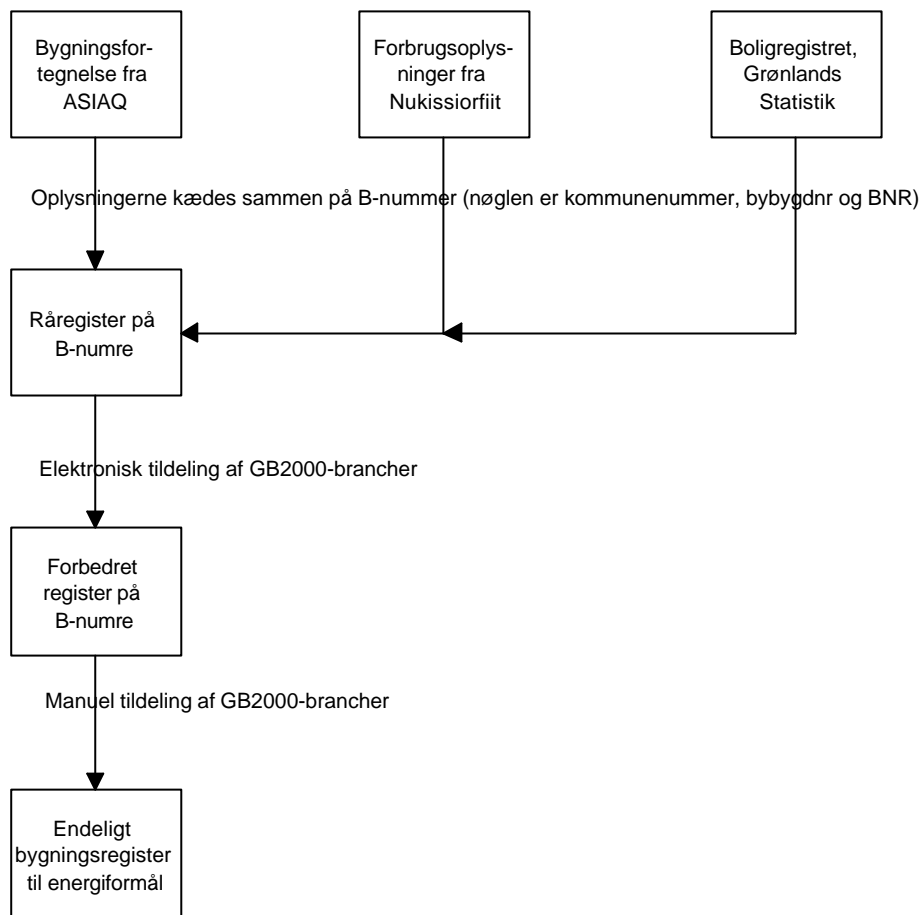 Bygningsfor-
tegnelse fra
ASIAQ
Forbrugsoplys-
ninger fra
Nukissiorfiit
Boligregistret,
Grønlands
Statistik
Oplysningerne kædes sammen på B-nummer (nøglen er kommunenummer, bybygdnr og BNR)
Råregister på
B-numre
Elektronisk tildeling af GB2000-brancher
Forbedret
register på
B-numre
Manuel tildeling af GB2000-brancher
Endeligt
bygningsregister
til energiformål